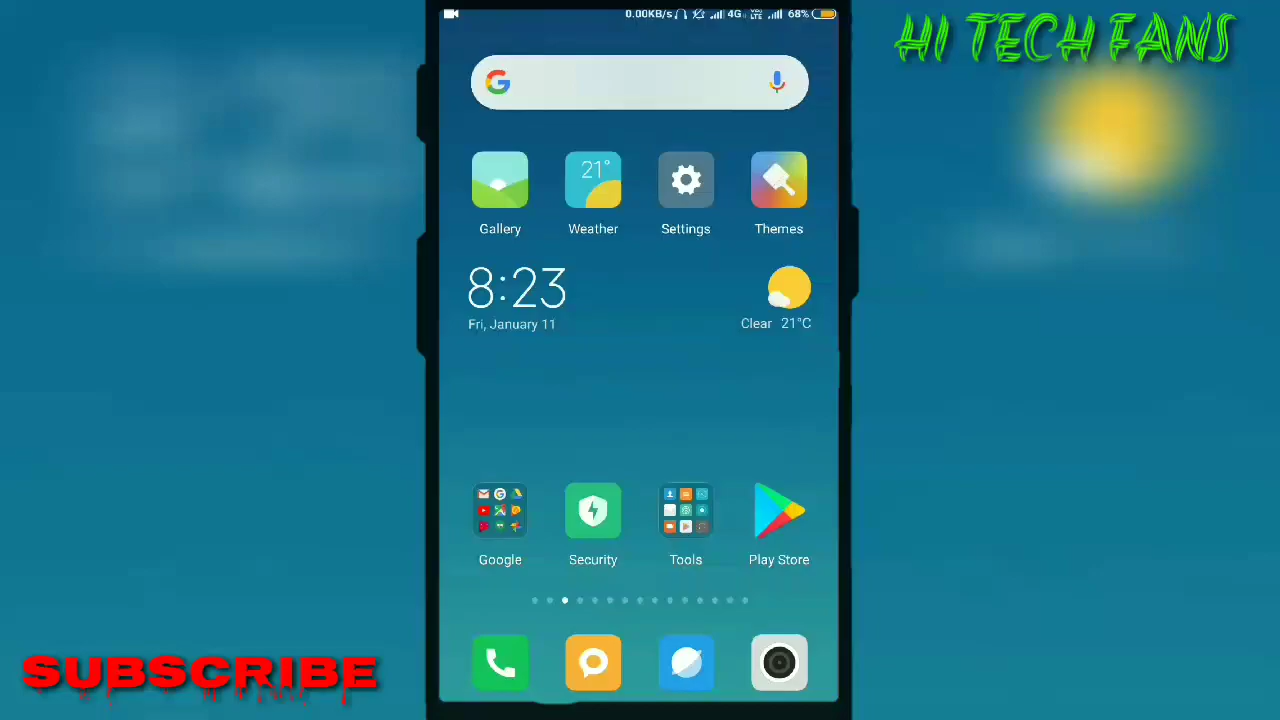 0.00KB/s 4G VoLTE 68%
HI TECH FANS
21°
Gallery Weather Settings Themes
8:23
Fri, January 11
Clear 21°C
Google Security Tools Play Store
SUBSCRIBE